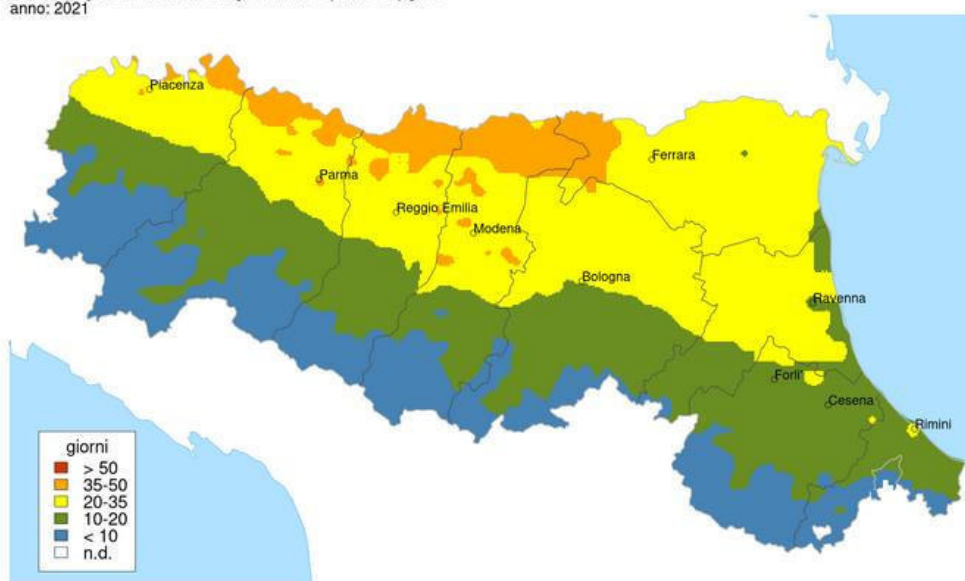 anno: 2021
Piacenza
Ferrara
Parma
Reggio Emilia
Modena
Bologna
Ravenna
Forli'
Cesena
Rimini
giorni
> 50
35-50
20-35
10-20
< 10
n.d.